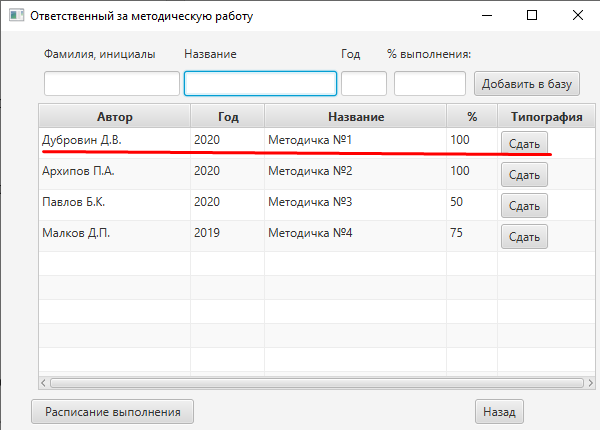 Ответственный за методическую работу
Фамилия, инициалы Название Год % выполнения:
Добавить в базу
Автор Год Название % Типография
Дубровин Д.В. 2020 Методичка №1 100 Сдать
Архипов П.А. 2020 Методичка №2 100 Сдать
Павлов Б.К. 2020 Методичка №3 50 Сдать
Малков Д.П. 2019 Методичка №4 75 Сдать
Расписание выполнения Назад